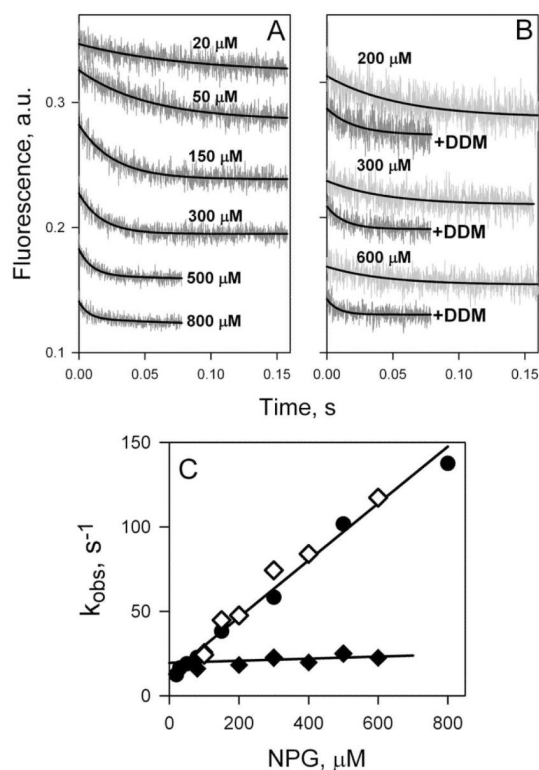 A
20 μM
50 μM
150 μM
300 μM
500 μM
800 μM
B
200 μM
+DDM
300 μM
+DDM
600 μM
+DDM
Fluorescence, a.u.
0.3
0.2
0.1
0.00 0.05 0.10 0.15
0.00 0.05 0.10 0.15
Time, s
C
kobs, s-1
150
100
50
0
0 200 400 600 800
NPG, μM